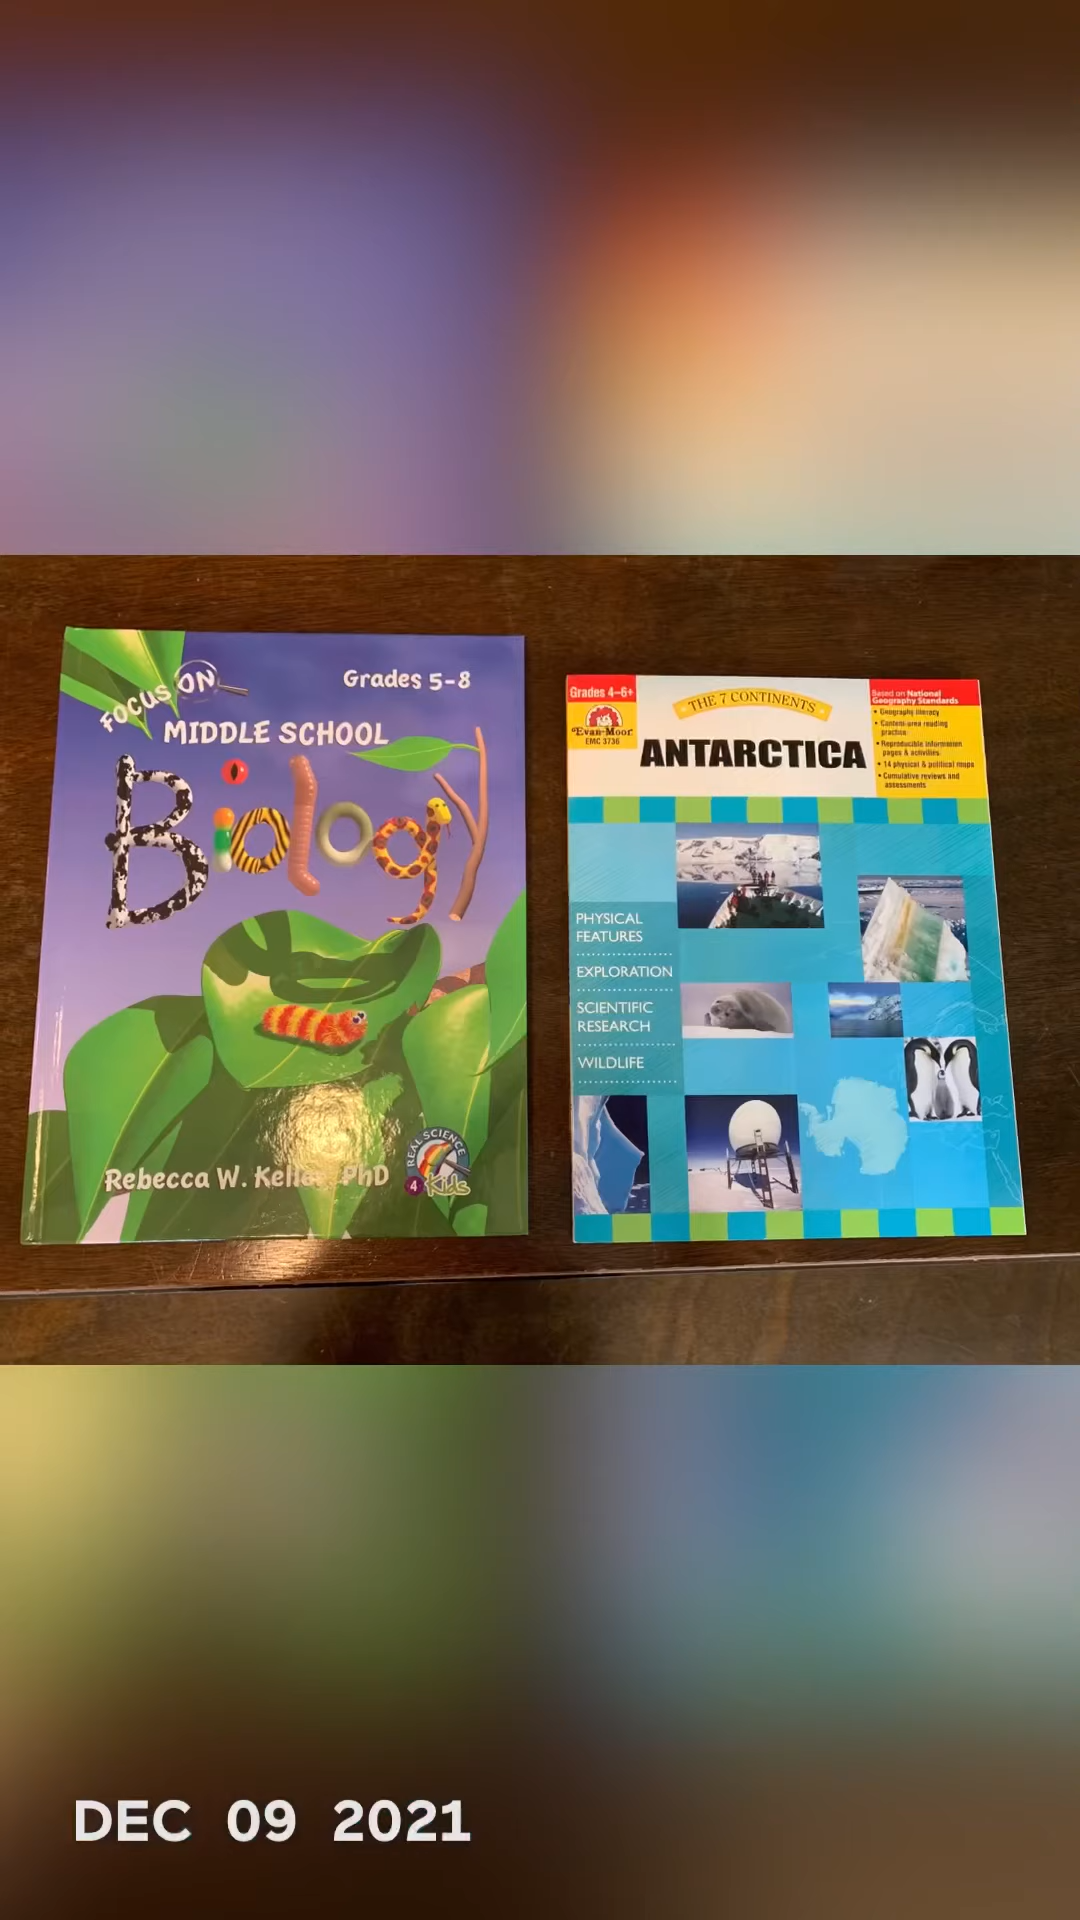 FOCUS ON
Grades 5-8
MIDDLE SCHOOL
Biology
Rebecca W. Keller, PhD
REAL SCIENCE
4 Kids
Grades 4–6+
Evan-Moor
EMC 3736
THE 7 CONTINENTS
ANTARCTICA
Based on National
Geography Standards
• Geography literacy
• Content-area reading
practice
• Reproducible information
pages & activities
• 14 physical & political maps
• Cumulative reviews and
assessments
PHYSICAL
FEATURES
EXPLORATION
SCIENTIFIC
RESEARCH
WILDLIFE
DEC 09 2021